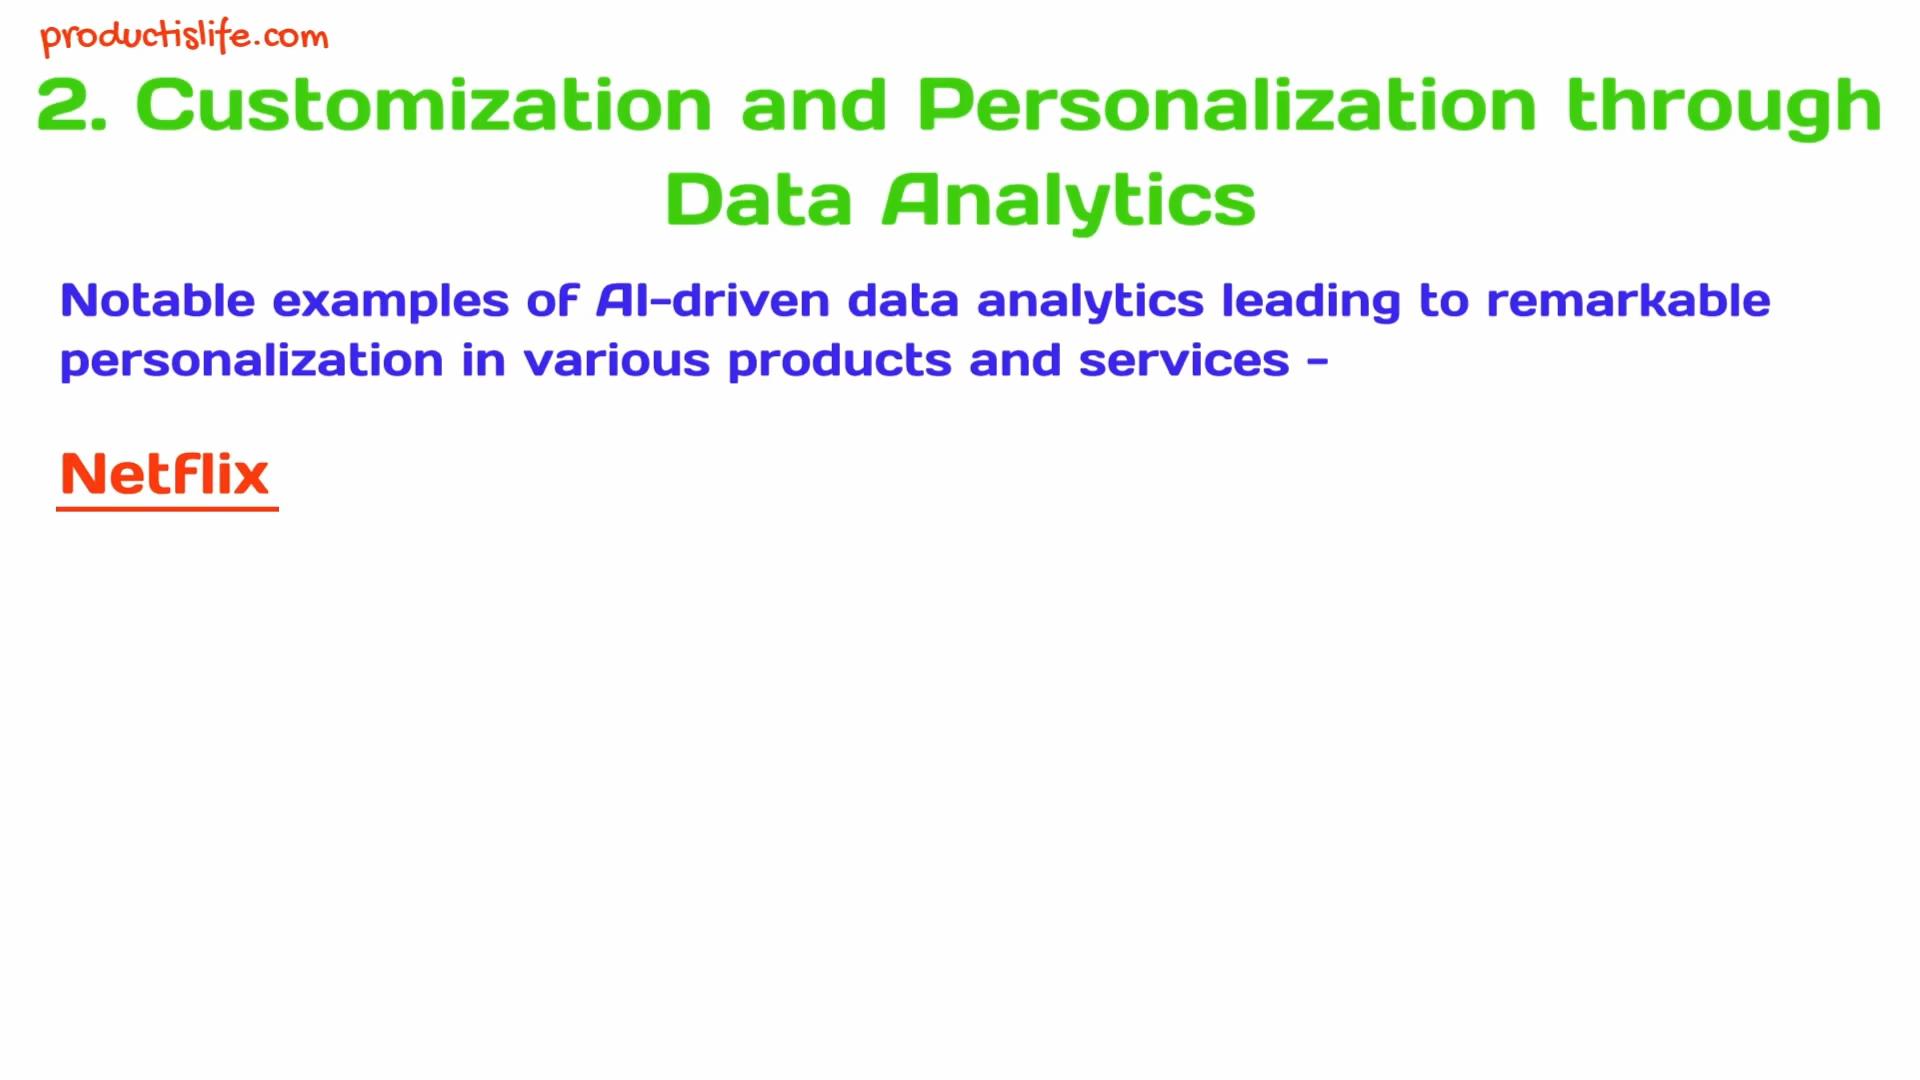 productislife.com
2. Customization and Personalization through
Data Analytics
Notable examples of AI-driven data analytics leading to remarkable
personalization in various products and services -
Netflix